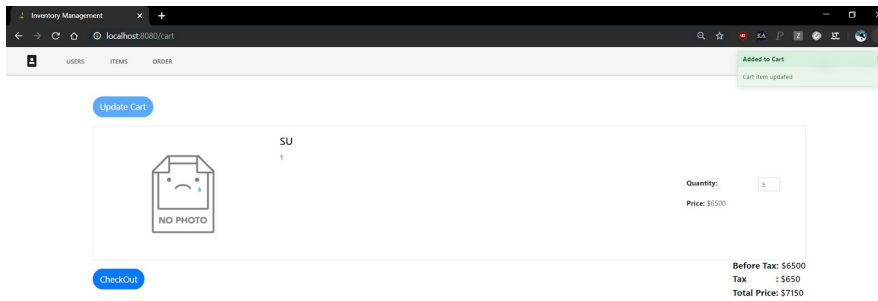 Inventory Management
localhost:8080/cart
USERS ITEMS ORDER
Added to Cart
Cart item updated
Update Cart
SU
1
NO PHOTO
Quantity: 5
Price: $6500
CheckOut
Before Tax: $6500
Tax : $650
Total Price: $7150